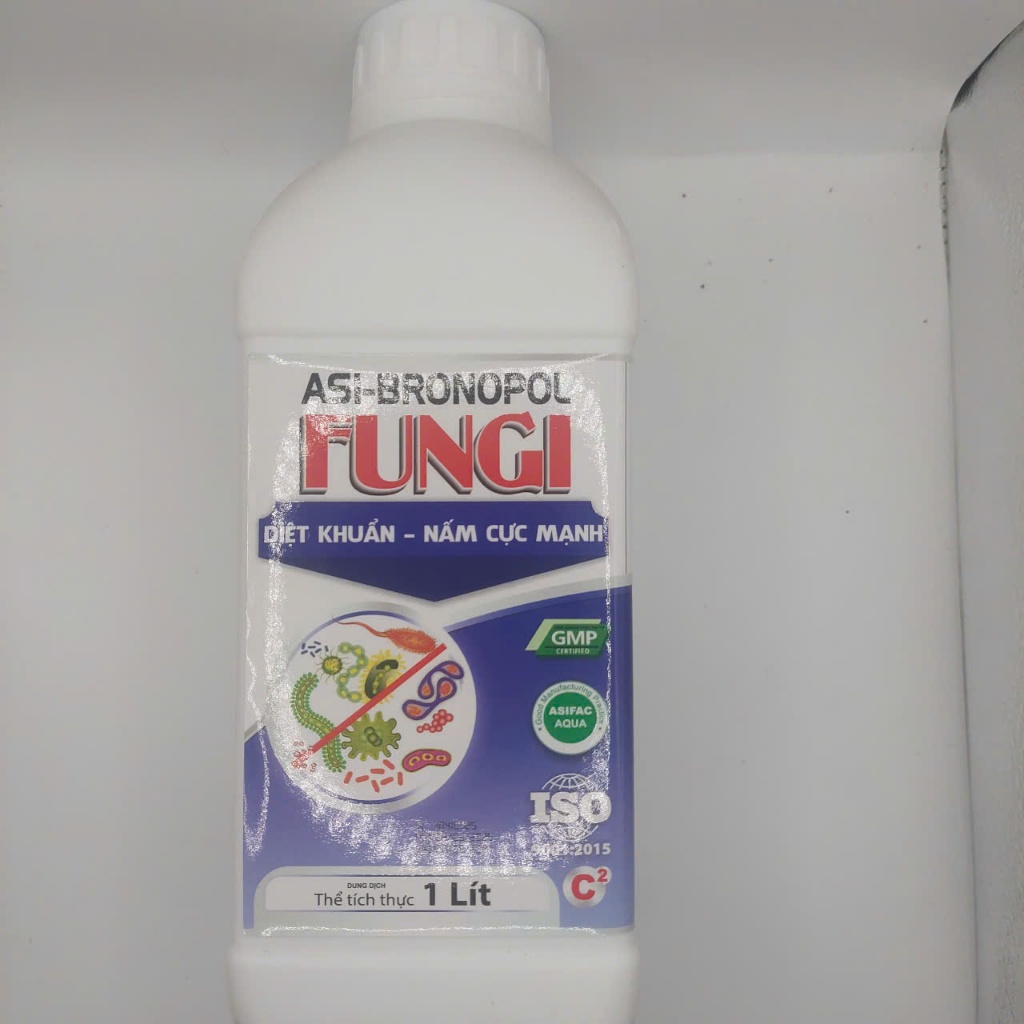 ASI-BRONOPOL
FUNGI
DIỆT KHUẨN – NẤM CỰC MẠNH
GMP
CERTIFIED
Good Manufacturing
ASIFAC
AQUA
ISO
9001:2015
C²
DUNG DỊCH
Thể tích thực 1 Lít